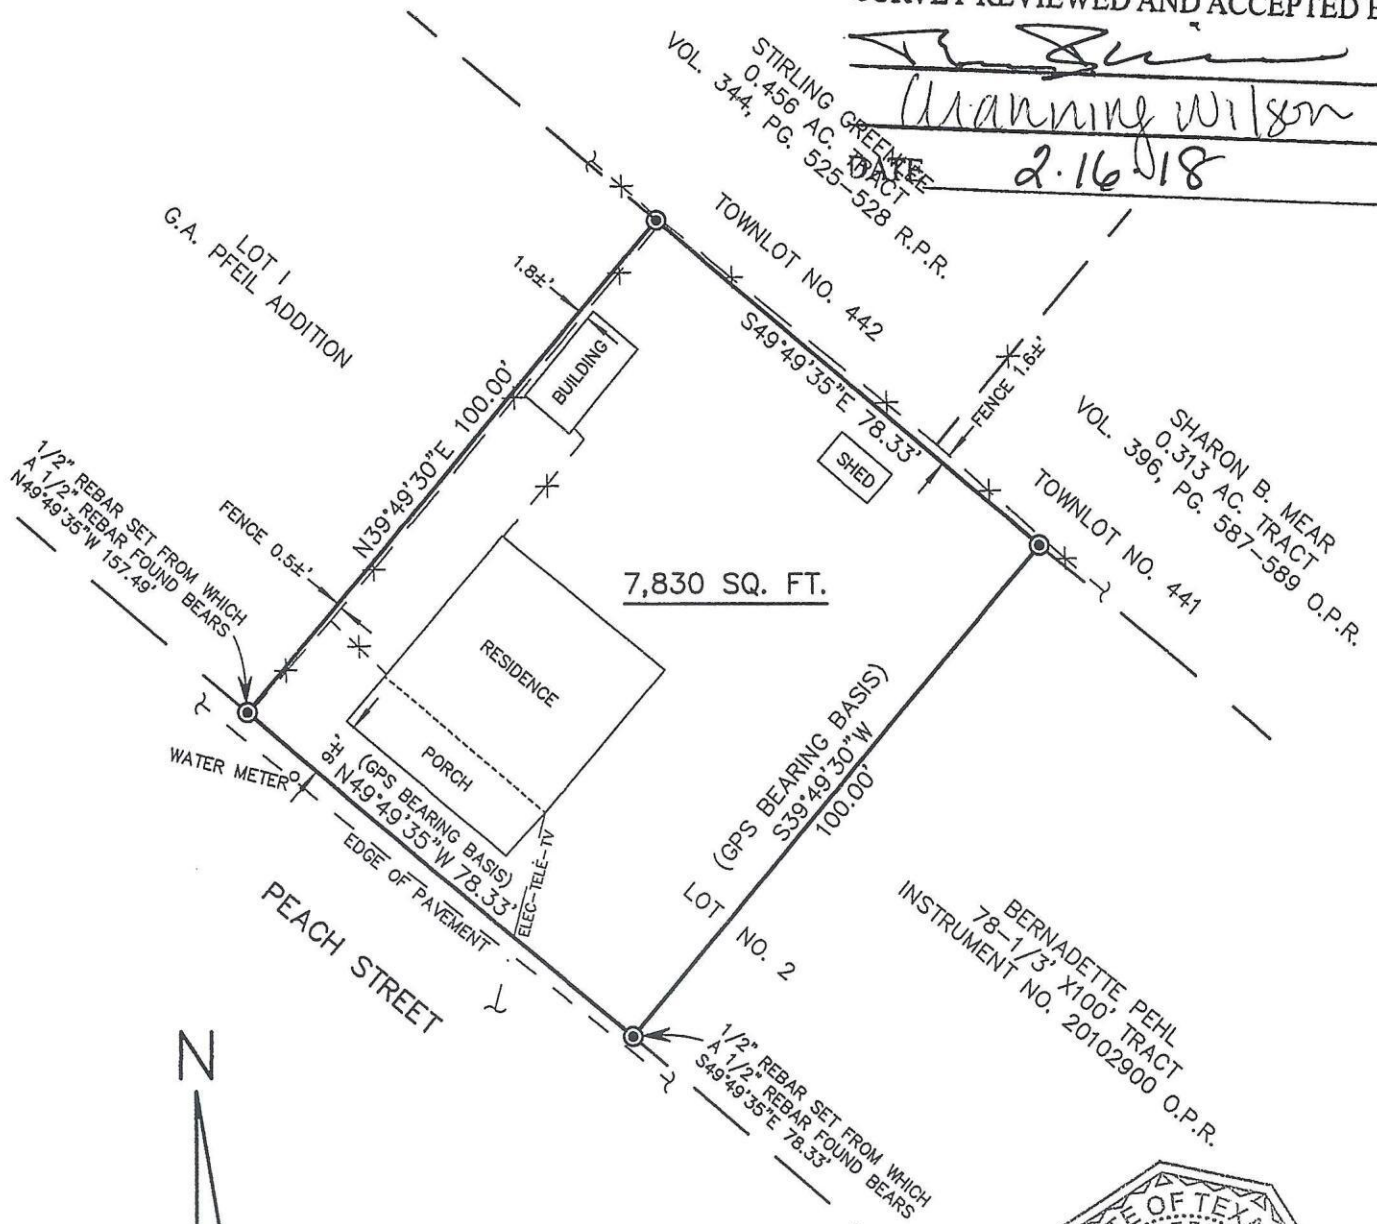 SURVEY REVIEWED AND ACCEPTED
Manning Wilson
DATE 2.16.18
STIRLING GREENLEE
0.456 AC. TRACT
VOL. 344, PG. 525-528 R.P.R.
TOWNLOT NO. 442
LOT 1
G.A. PFEIL ADDITION
1.8±'
BUILDING
N39°49'30"E 100.00'
S49°49'35"E 78.33'
FENCE 1.6±'
SHED
SHARON B. MEAR
0.313 AC. TRACT
VOL. 396, PG. 587-589 O.P.R.
TOWNLOT NO. 441
1/2" REBAR SET FROM WHICH
A 1/2" REBAR FOUND BEARS
N49°49'35"W 157.49'
FENCE 0.5±'
7,830 SQ. FT.
RESIDENCE
PORCH
WATER METER
9'±
(GPS BEARING BASIS)
N49°49'35"W 78.33'
ELEC-TELE-TV
EDGE OF PAVEMENT
PEACH STREET
(GPS BEARING BASIS)
S39°49'30"W
100.00'
LOT NO. 2
BERNADETTE PEHL
78-1/3' X100' TRACT
INSTRUMENT NO. 20102900 O.P.R.
1/2" REBAR SET FROM WHICH
A 1/2" REBAR FOUND BEARS
S49°49'35"E 78.33'
N
OF TEXA